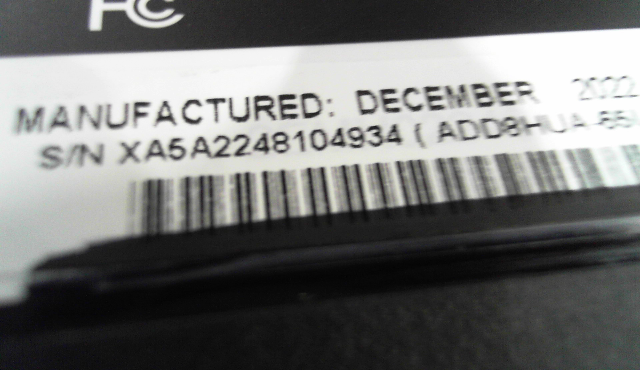 FC
MANUFACTURED: DECEMBER 2022
S/N XA5A2248104934 ( ADD8HUA